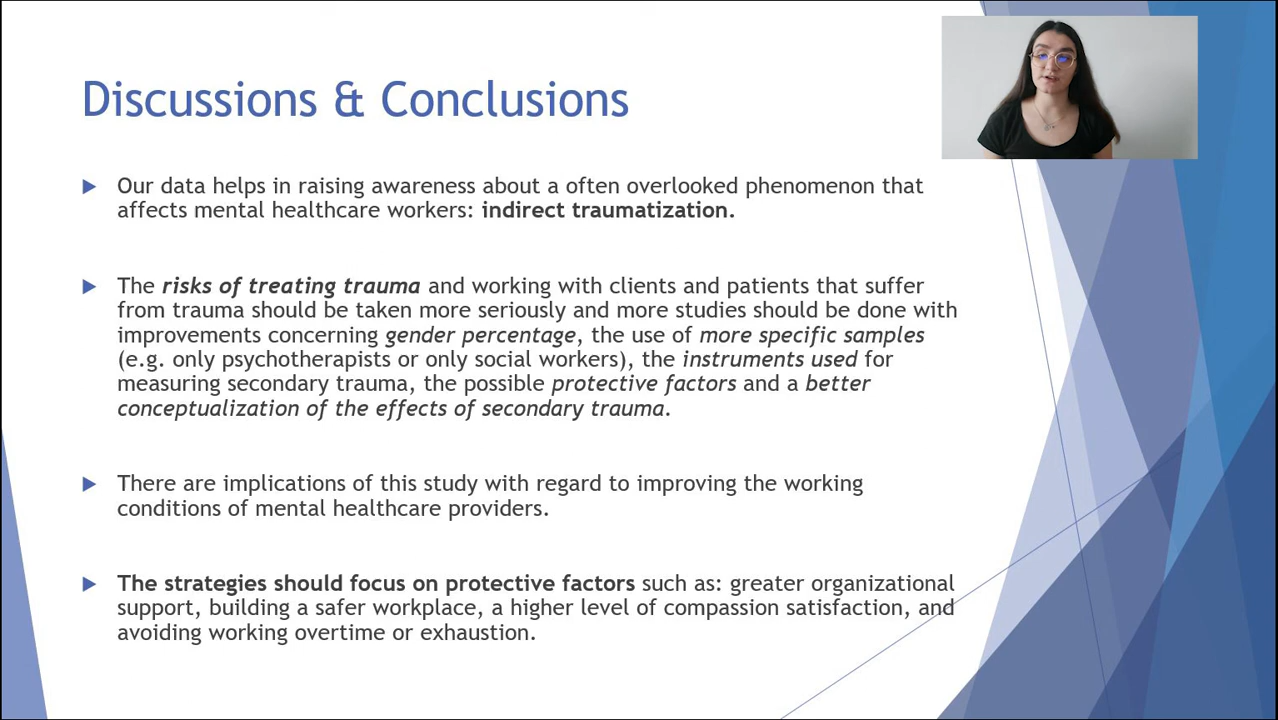 Discussions & Conclusions
Our data helps in raising awareness about a often overlooked phenomenon that
affects mental healthcare workers: indirect traumatization.
The risks of treating trauma and working with clients and patients that suffer
from trauma should be taken more seriously and more studies should be done with
improvements concerning gender percentage, the use of more specific samples
(e.g. only psychotherapists or only social workers), the instruments used for
measuring secondary trauma, the possible protective factors and a better
conceptualization of the effects of secondary trauma.
There are implications of this study with regard to improving the working
conditions of mental healthcare providers.
The strategies should focus on protective factors such as: greater organizational
support, building a safer workplace, a higher level of compassion satisfaction, and
avoiding working overtime or exhaustion.